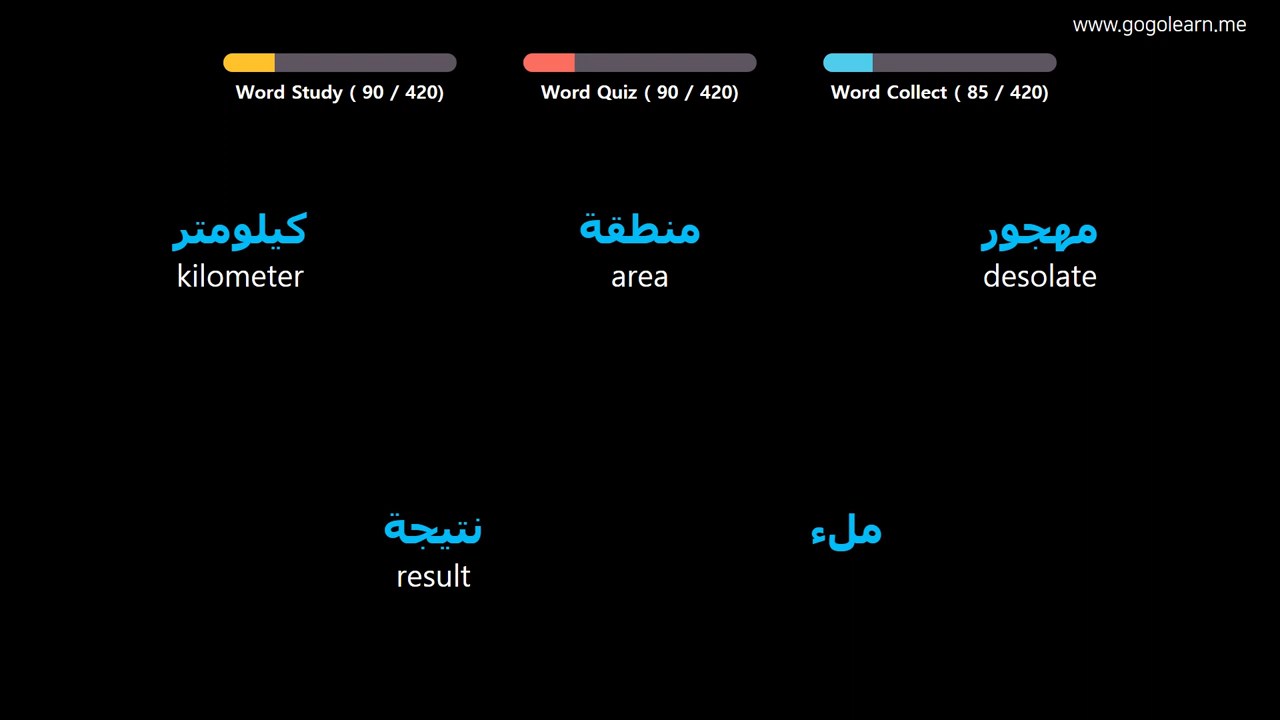 www.gogolearn.me
Word Study ( 90 / 420)
Word Quiz ( 90 / 420)
Word Collect ( 85 / 420)
كيلومتر
kilometer
منطقة
area
مهجور
desolate
نتيجة
result
ملء